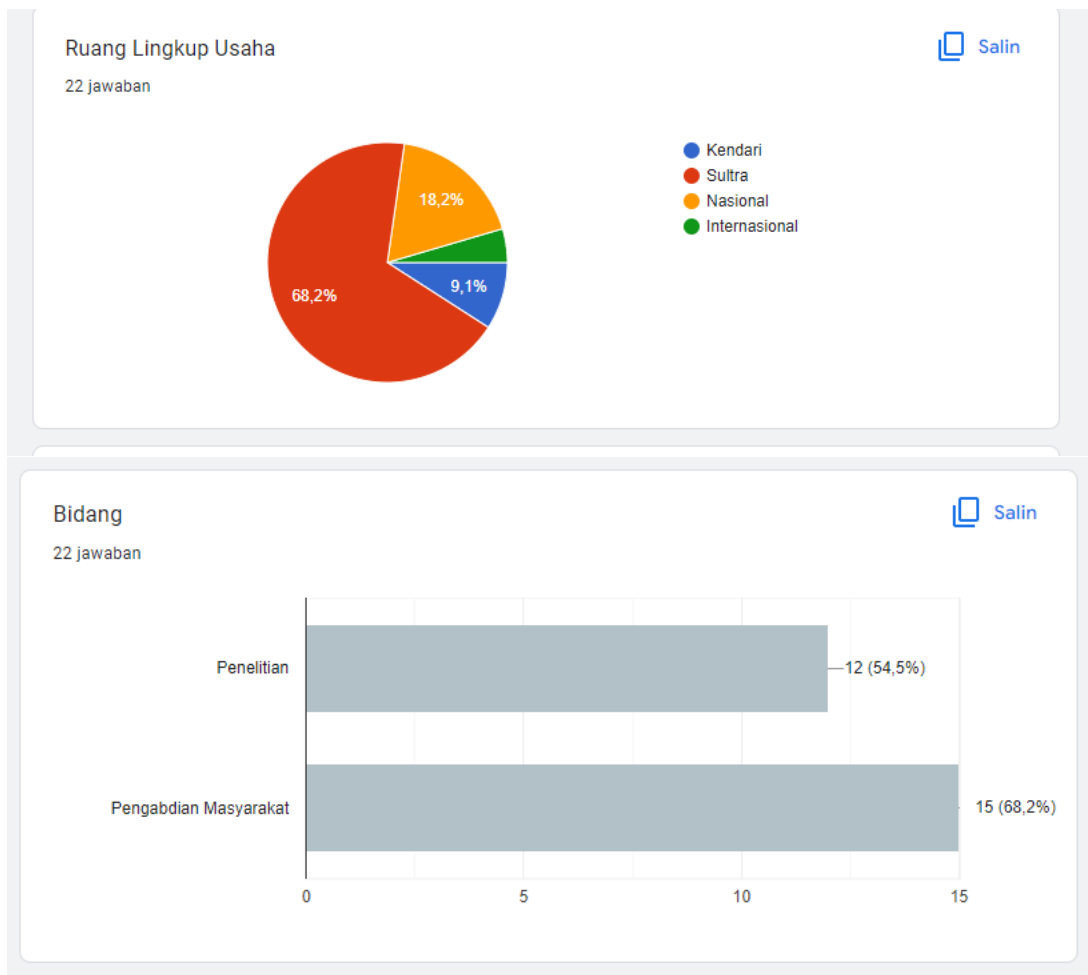 Ruang Lingkup Usaha
Salin
22 jawaban
Kendari
Sultra
Nasional
Internasional
18,2%
9,1%
68,2%
Bidang
Salin
22 jawaban
Penelitian
12 (54,5%)
Pengabdian Masyarakat
15 (68,2%)
0
5
10
15